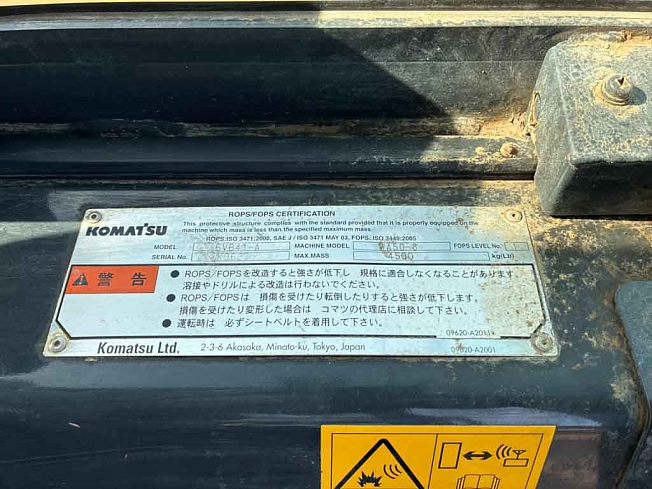 ROPS/FOPS CERTIFICATION
KOMATSU
This protective structure complies with the standard provided that it is properly equipped on the
machine which mass is less than the specified maximum mass.
ROPS:ISO 3471:2008, SAE J / ISO 3471 MAY 03, FOPS: ISO 3449:2005
MODEL MACHINE MODEL WA50-8 FOPS LEVEL No.
SERIAL No. MAX.MASS 4500 kg(Lb)
警告
● ROPS/FOPSを改造すると強さが低下し 規格に適合しなくなることがあります。
溶接やドリルによる改造は行わないでください。
● ROPS/FOPSは 損傷を受けたり転倒したりすると強さが低下します。
損傷を受けたり変形した場合は コマツの代理店に相談して下さい。
● 運転時は 必ずシートベルトを着用して下さい。
09620-A2011
Komatsu Ltd. 2-3-6 Akasaka, Minato-ku, Tokyo, Japan 09620-A2001